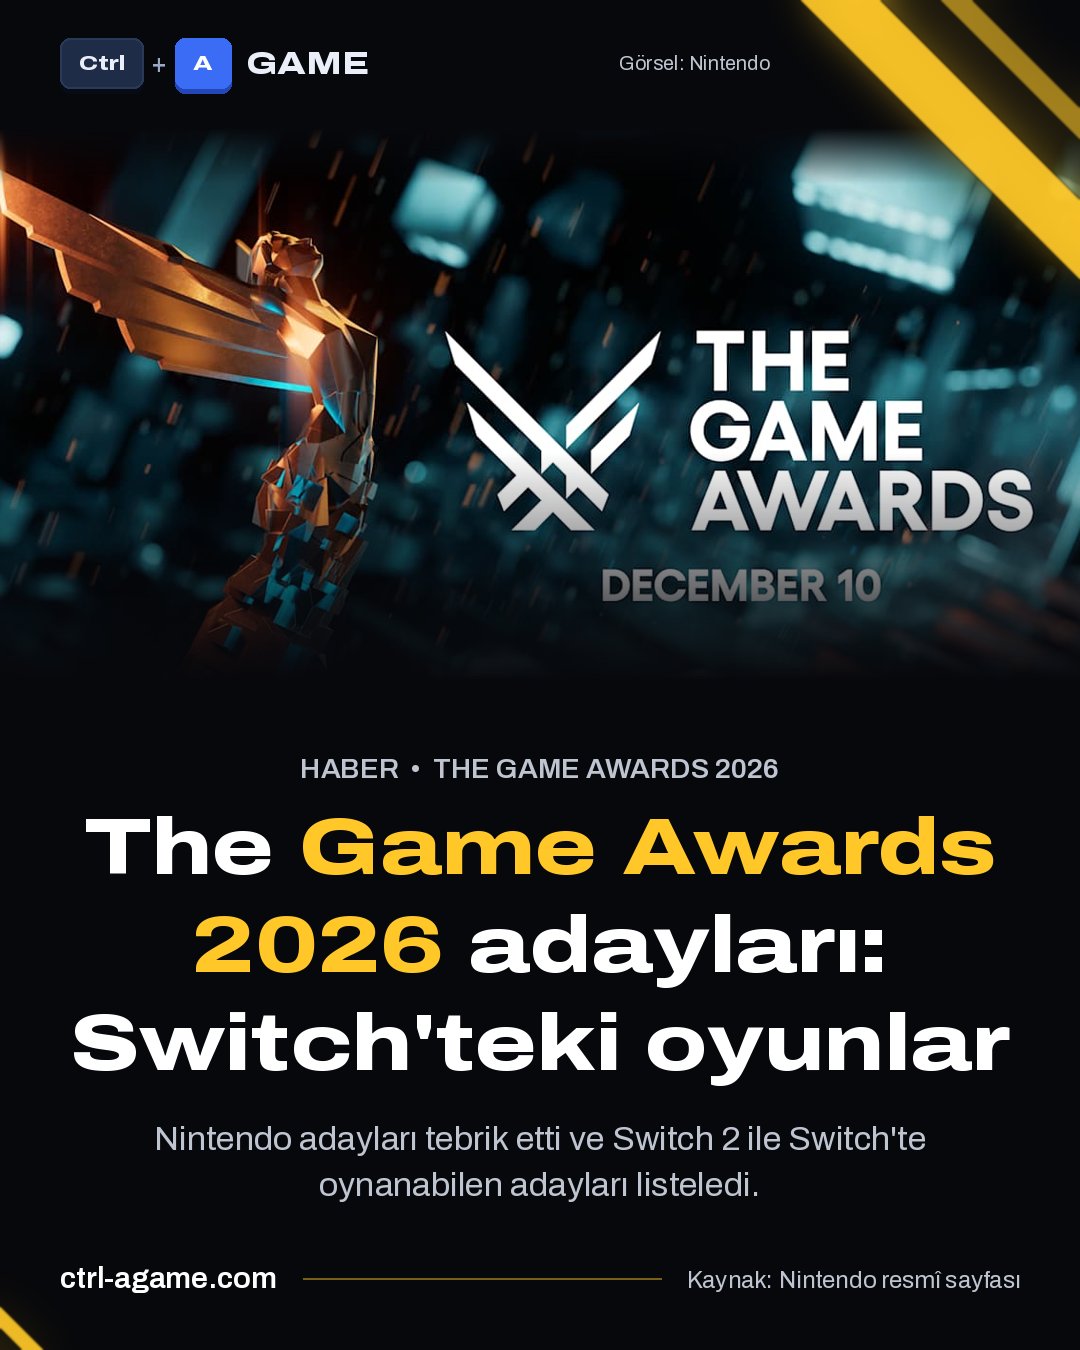 Ctrl + A GAME
Görsel: Nintendo
THE
GAME
AWARDS
DECEMBER 10
HABER • THE GAME AWARDS 2026
The Game Awards
2026 adayları:
Switch'teki oyunlar
Nintendo adayları tebrik etti ve Switch 2 ile Switch'te
oynanabilen adayları listeledi.
ctrl-agame.com
Kaynak: Nintendo resmî sayfası